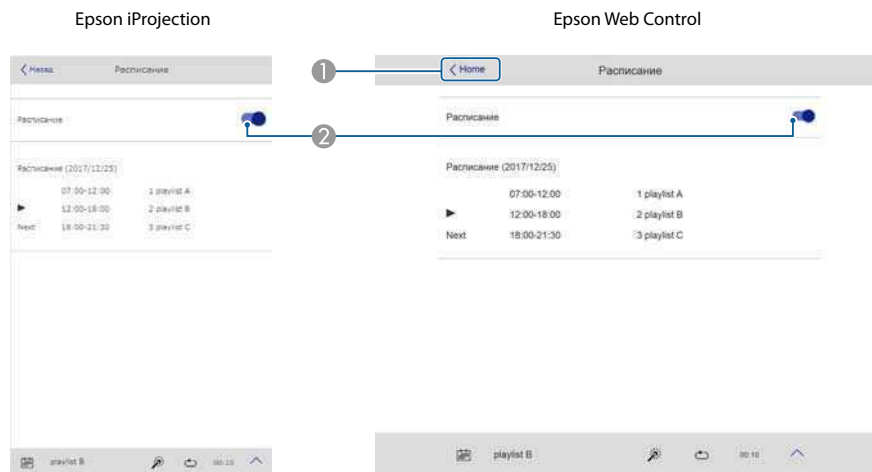 Epson iProjection
Epson Web Control
< Назад Расписание
Расписание
Расписание (2017/12/25)
07:00-12:00 1 playlist A
▶ 12:00-18:00 2 playlist B
Next 18:00-21:30 3 playlist C
playlist B 00:10
1
2
< Home Расписание
Расписание
Расписание (2017/12/25)
07:00-12:00 1 playlist A
▶ 12:00-18:00 2 playlist B
Next 18:00-21:30 3 playlist C
playlist B 00:10